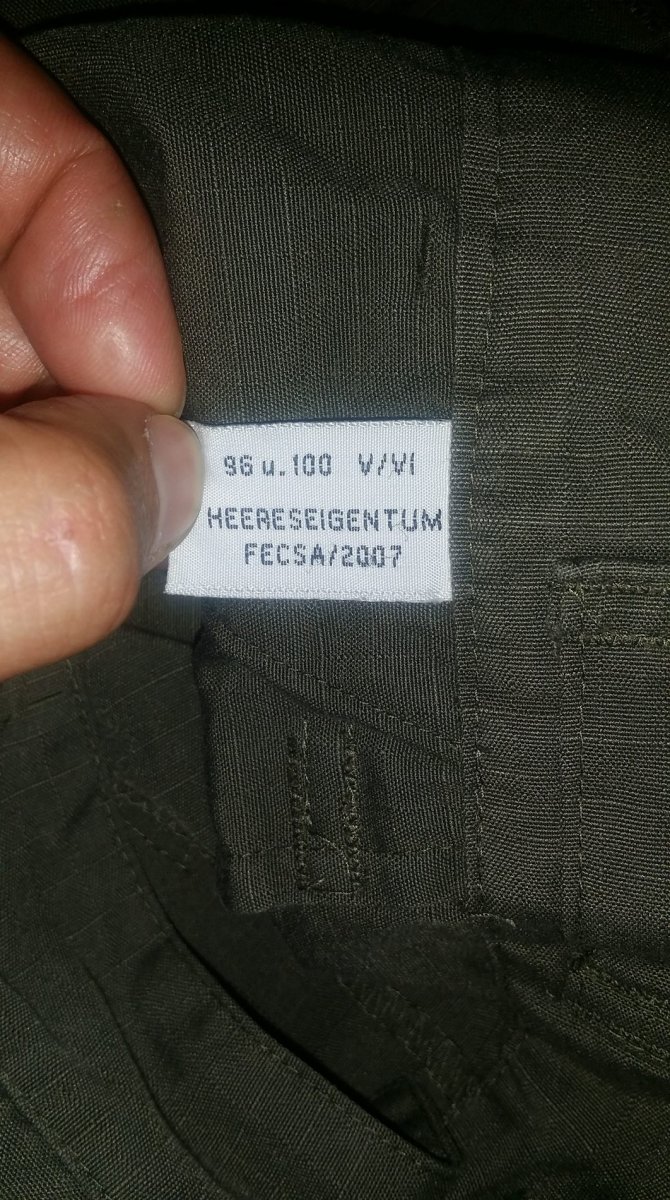 96 u. 100 V/VI
HEERESEIGENTUM
FECSA/2007